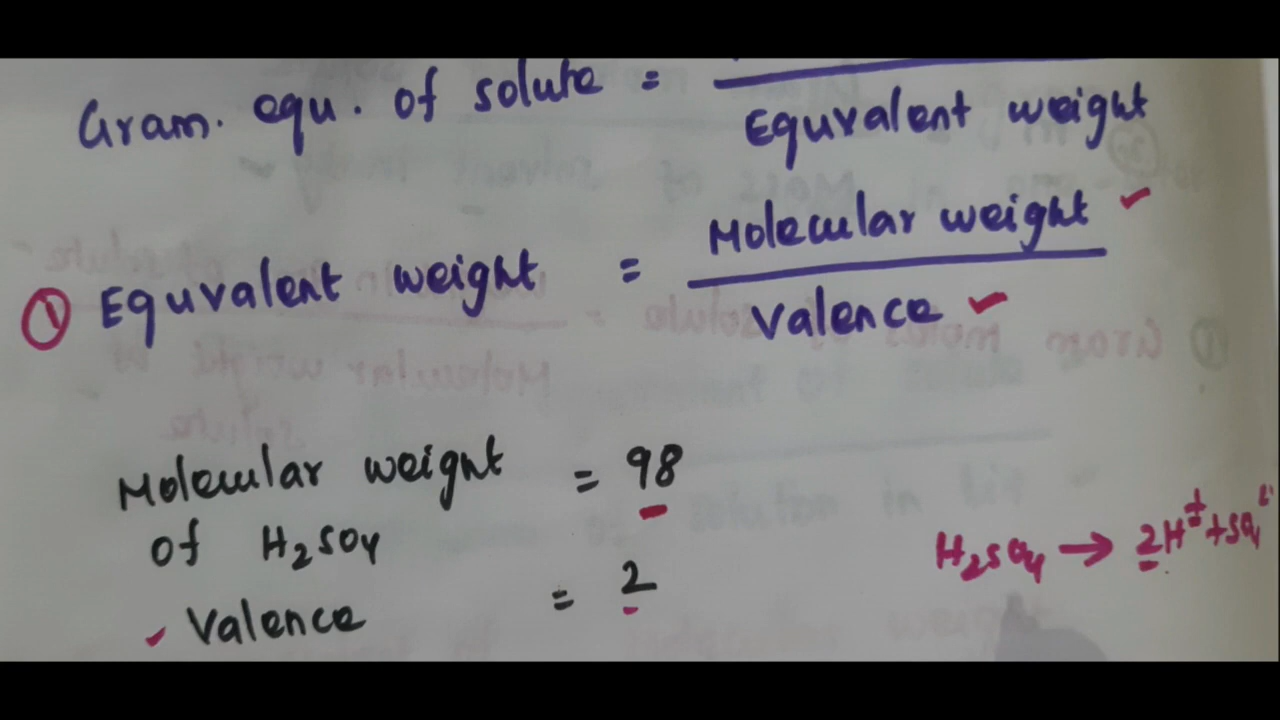 Gram. equ. of solute =
Equvalent weight
① Equvalent weight = Molecular weight ✓
Valence ✓
Molecular weight = 98
of H₂SO₄
✓ Valence = 2
H₂SO₄ → 2H⁺ + SO₄